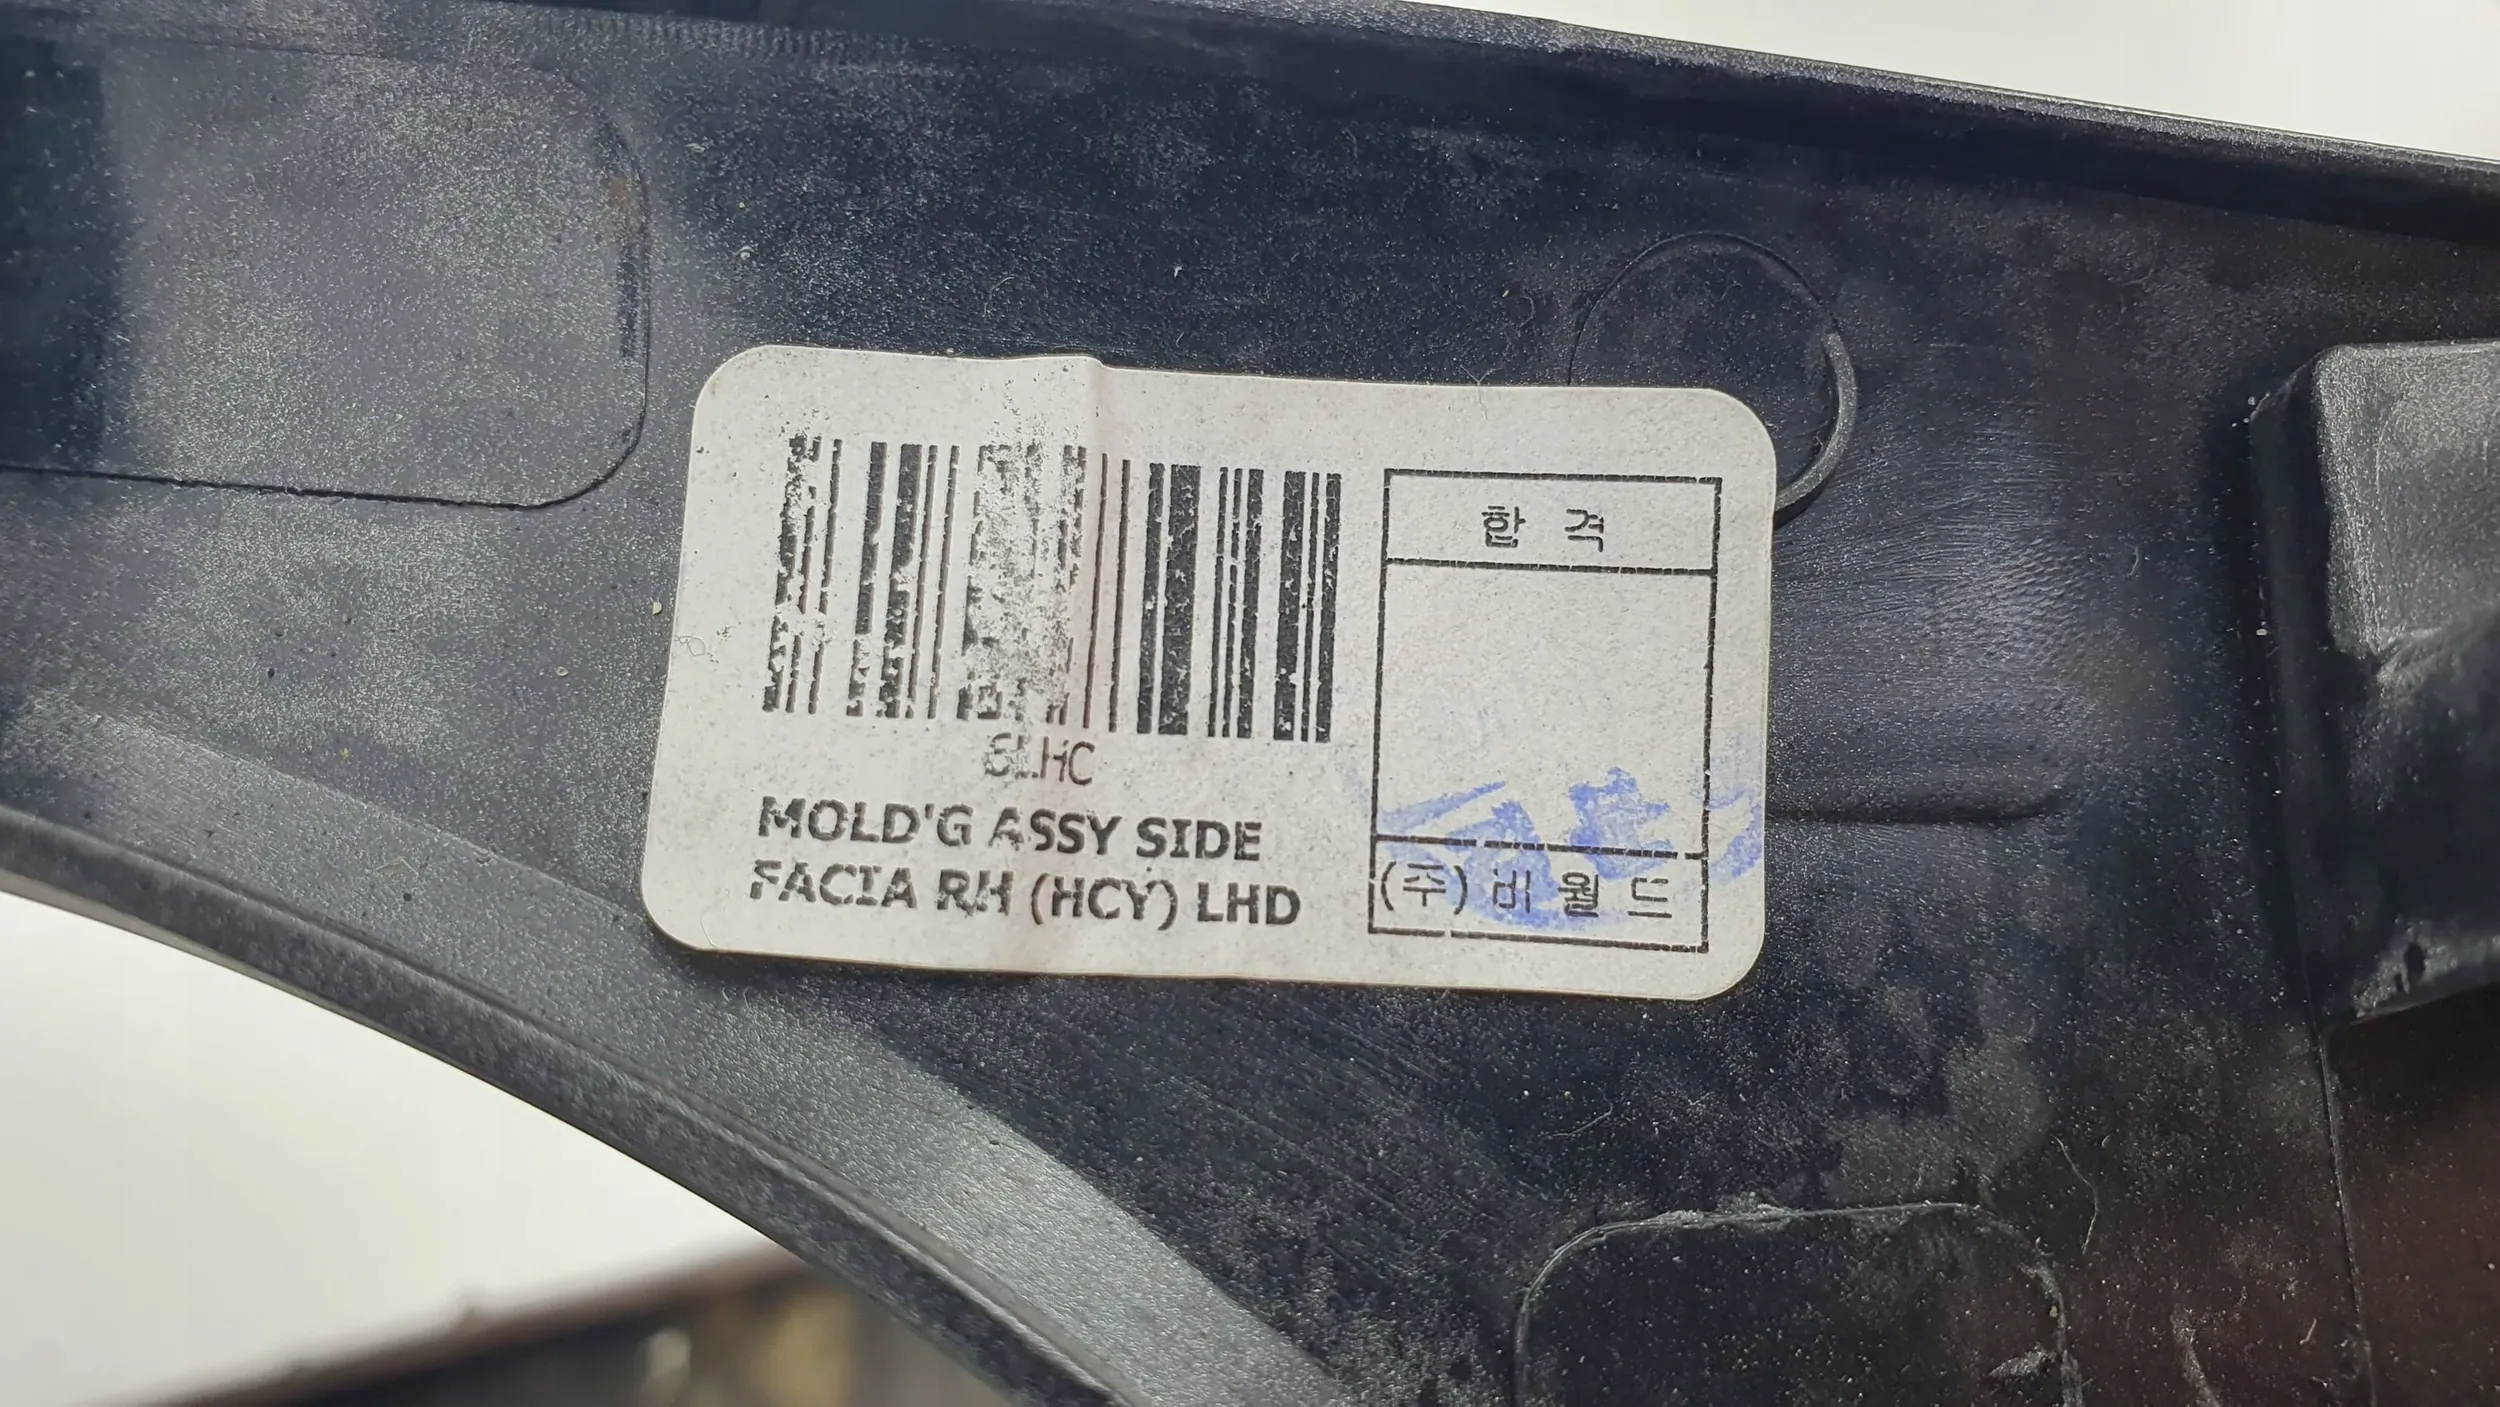 6LHC
MOLD'G ASSY SIDE
FACIA RH (HCY) LHD
합 격
(주) 비 월 드